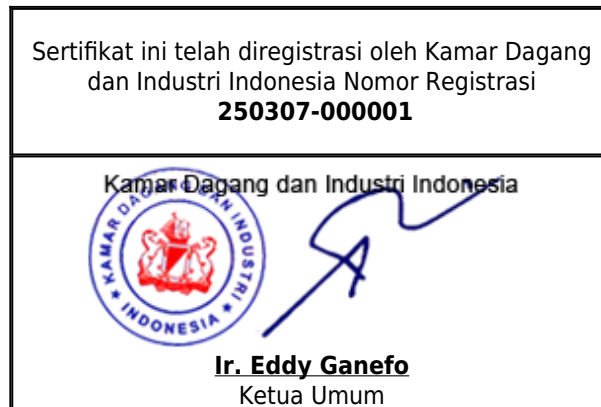 Sertifikat ini telah diregistrasi oleh Kamar Dagang
dan Industri Indonesia Nomor Registrasi
250307-000001
Kamar Dagang dan Industri Indonesia
KAMAR DAGANG DAN INDUSTRI
★ INDONESIA ★
Ir. Eddy Ganefo
Ketua Umum